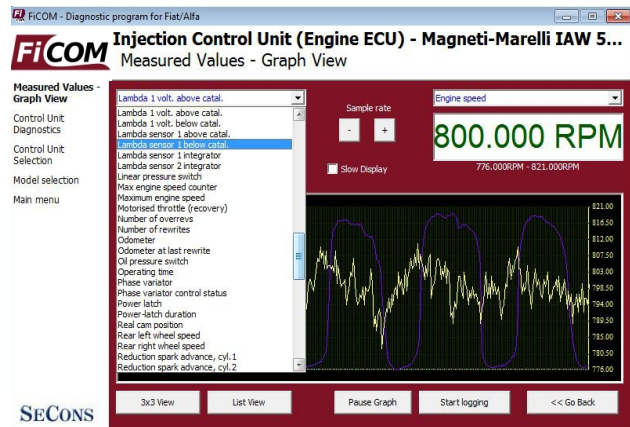 FiCOM - Diagnostic program for Fiat/Alfa
FiCOM
Injection Control Unit (Engine ECU) - Magneti-Marelli IAW 5...
Measured Values - Graph View
Measured Values -
Graph View
Control Unit
Diagnostics
Control Unit
Selection
Model selection
Main menu
SECONS
Lambda 1 volt. above catal.
Lambda 1 volt. above catal.
Lambda 1 volt. below catal.
Lambda sensor 1 above catal.
Lambda sensor 1 below catal.
Lambda sensor 1 integrator
Lambda sensor 2 integrator
Linear pressure switch
Max engine speed counter
Maximum engine speed
Motorised throttle (recovery)
Number of overrevs
Number of rewrites
Odometer
Odometer at last rewrite
Oil pressure switch
Operating time
Phase variator
Phase variator control status
Power latch
Power-latch duration
Real cam position
Rear left wheel speed
Rear right wheel speed
Reduction spark advance, cyl.1
Reduction spark advance, cyl.2
Sample rate
- +
Slow Display
Engine speed
800.000 RPM
776.000RPM - 821.000RPM
821.00
816.50
812.00
807.50
803.00
798.50
794.00
789.50
785.00
780.50
776.00
3x3 View
List View
Pause Graph
Start logging
<< Go Back